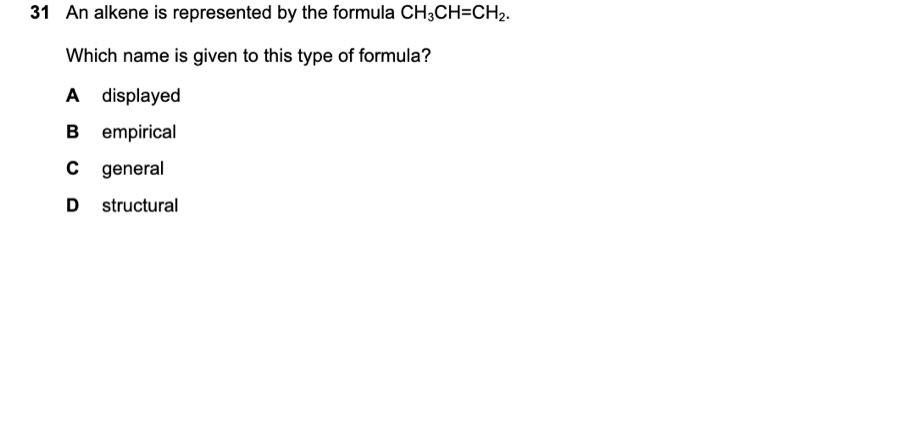 31 An alkene is represented by the formula CH₃CH=CH₂.
Which name is given to this type of formula?
A displayed
B empirical
C general
D structural